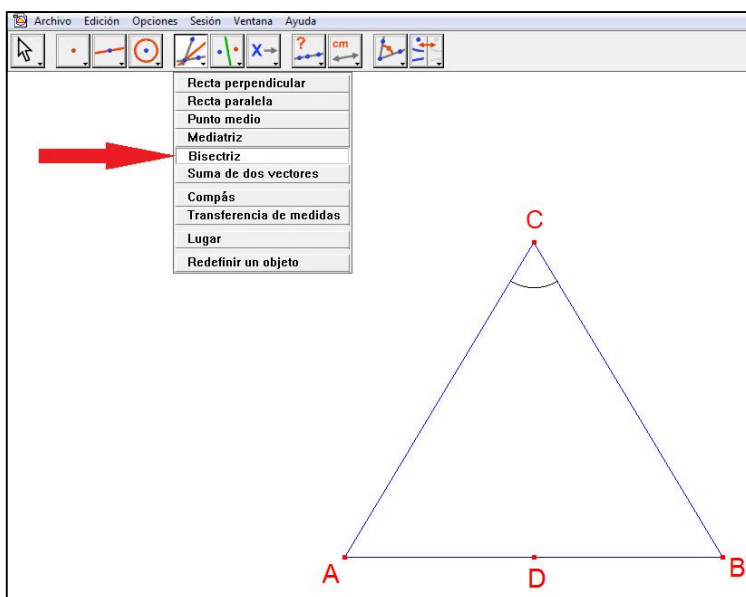 Archivo Edición Opciones Sesión Ventana Ayuda
X
?
cm
Recta perpendicular
Recta paralela
Punto medio
Mediatriz
Bisectriz
Suma de dos vectores
Compás
Transferencia de medidas
Lugar
Redefinir un objeto
C
A D B